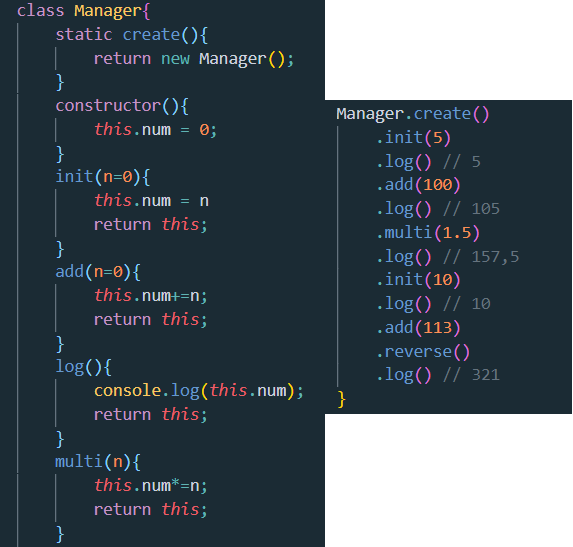 class Manager{
static create(){
return new Manager();
}
constructor(){
this.num = 0;
}
init(n=0){
this.num = n
return this;
}
add(n=0){
this.num+=n;
return this;
}
log(){
console.log(this.num);
return this;
}
multi(n){
this.num*=n;
return this;
}
Manager.create()
.init(5)
.log() // 5
.add(100)
.log() // 105
.multi(1.5)
.log() // 157,5
.init(10)
.log() // 10
.add(113)
.reverse()
.log() // 321
}